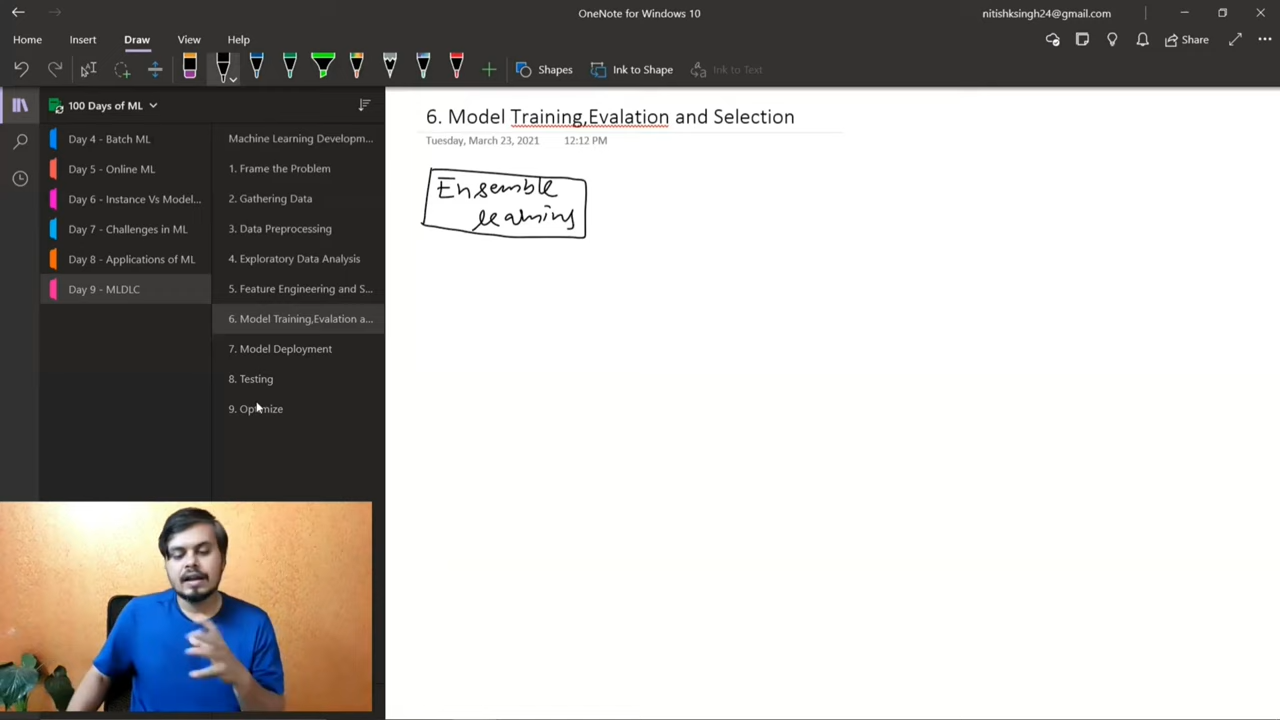 OneNote for Windows 10
nitishksingh24@gmail.com
Home
Insert
Draw
View
Help
Share
Shapes
Ink to Shape
Ink to Text
100 Days of ML
Day 4 - Batch ML
Day 5 - Online ML
Day 6 - Instance Vs Model...
Day 7 - Challenges in ML
Day 8 - Applications of ML
Day 9 - MLDLC
Machine Learning Developm...
1. Frame the Problem
2. Gathering Data
3. Data Preprocessing
4. Exploratory Data Analysis
5. Feature Engineering and S...
6. Model Training,Evalation a...
7. Model Deployment
8. Testing
9. Optimize
6. Model Training,Evalation and Selection
Tuesday, March 23, 2021 12:12 PM
Ensemble
learning